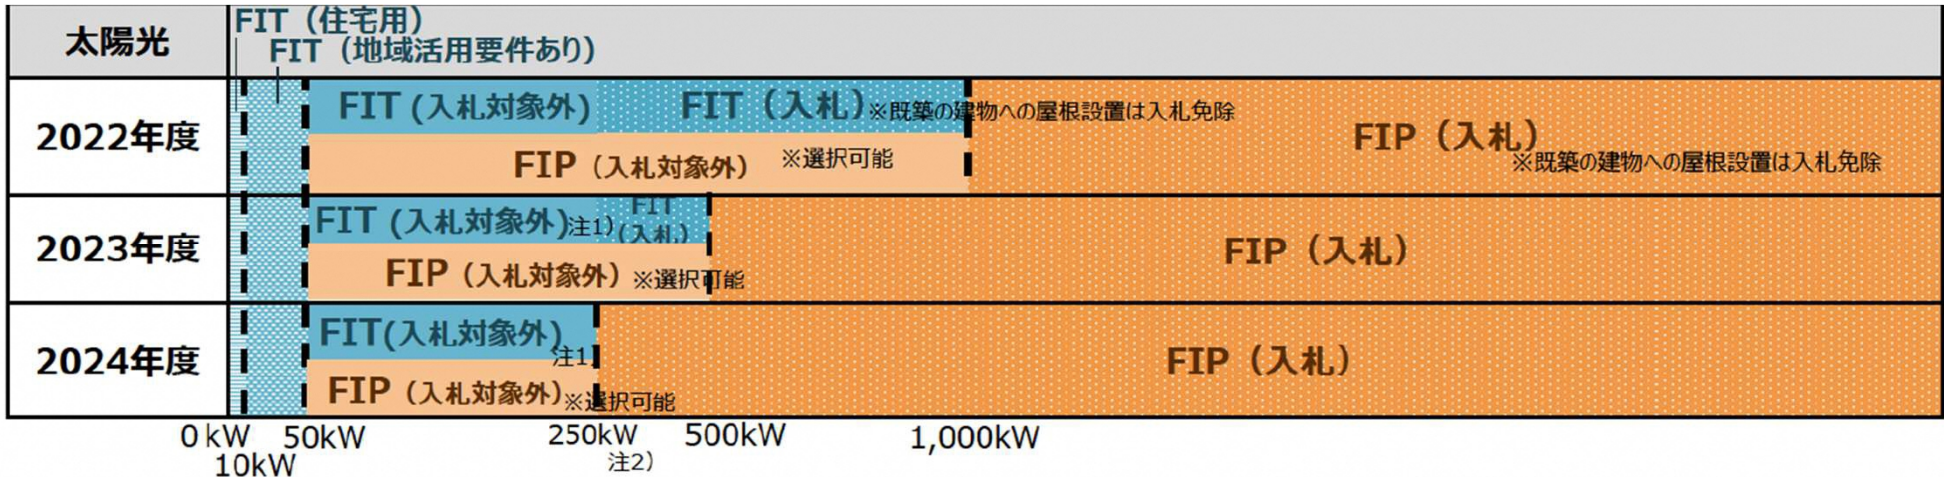 太陽光
FIT（住宅用）
FIT（地域活用要件あり）
2022年度
FIT (入札対象外)
FIT（入札）
※既築の建物への屋根設置は入札免除
FIP（入札対象外）
※選択可能
FIP（入札）
※既築の建物への屋根設置は入札免除
2023年度
FIT (入札対象外)
注1）
FIT
（入札）
FIP（入札対象外）
※選択可能
FIP（入札）
2024年度
FIT(入札対象外)
注1）
FIP（入札対象外）
※選択可能
FIP（入札）
0 kW
10kW
50kW
250kW
注2）
500kW
1,000kW